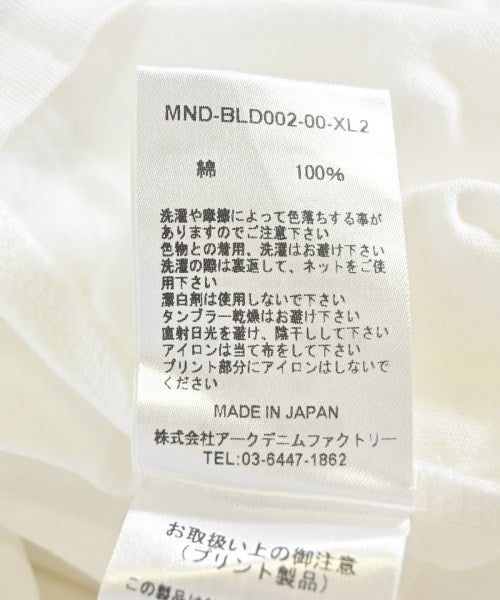 MND-BLD002-00-XL2
綿 100%
洗濯や摩擦によって色落ちする事が
ありますのでご注意下さい
色物との着用、洗濯はお避け下さい
洗濯の際は裏返して、ネットをご使
用下さい
漂白剤は使用しないで下さい
タンブラー乾燥はお避け下さい
直射日光を避け、陰干しして下さい
アイロンは当て布をして下さい
プリント部分にアイロンはしないで
ください
MADE IN JAPAN
株式会社アークデニムファクトリー
TEL:03-6447-1862
お取扱い上の御注意
（プリント製品）
この製品は